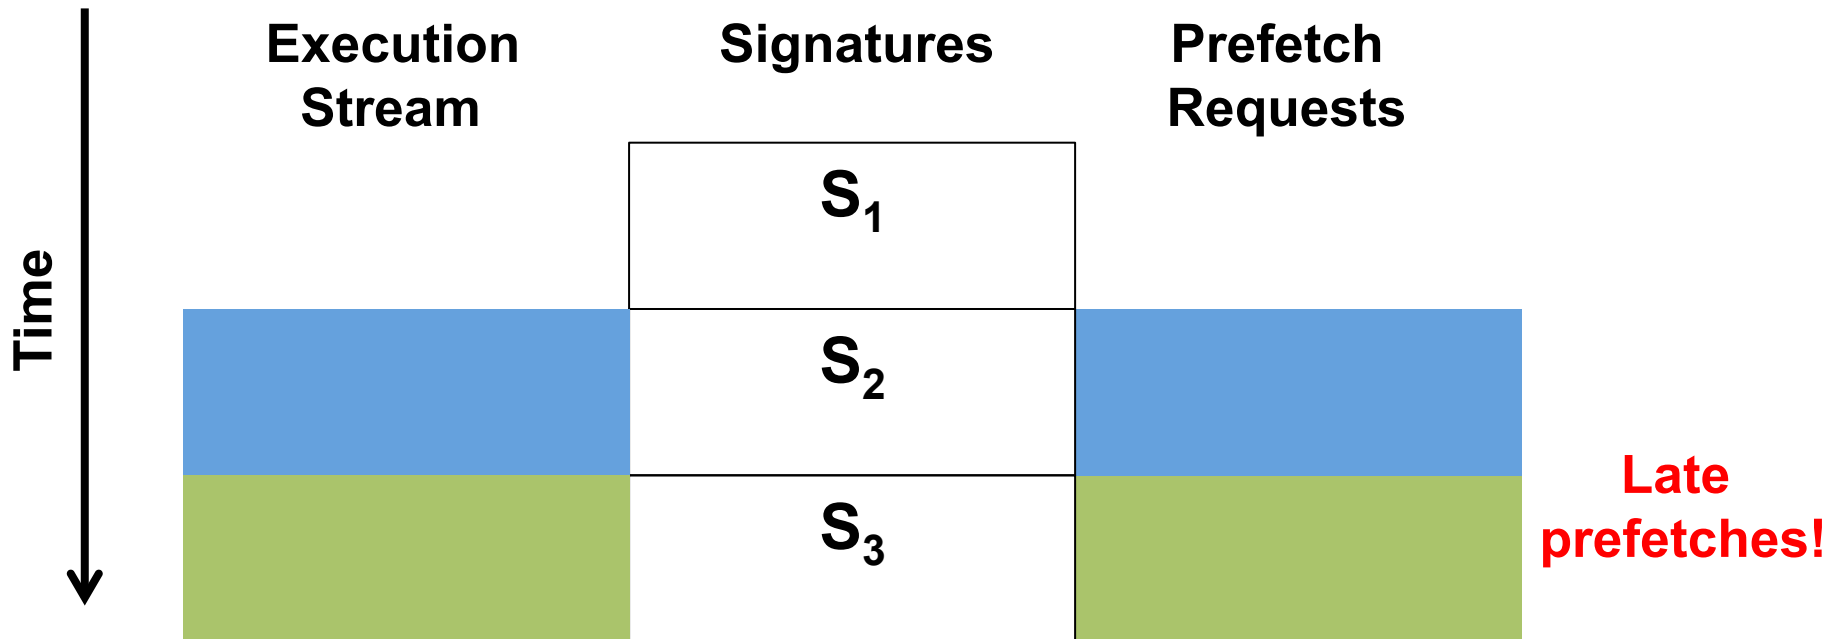 Execution
Stream
Signatures
Prefetch
Requests
Time
S₁
S₂
S₃
Late
prefetches!